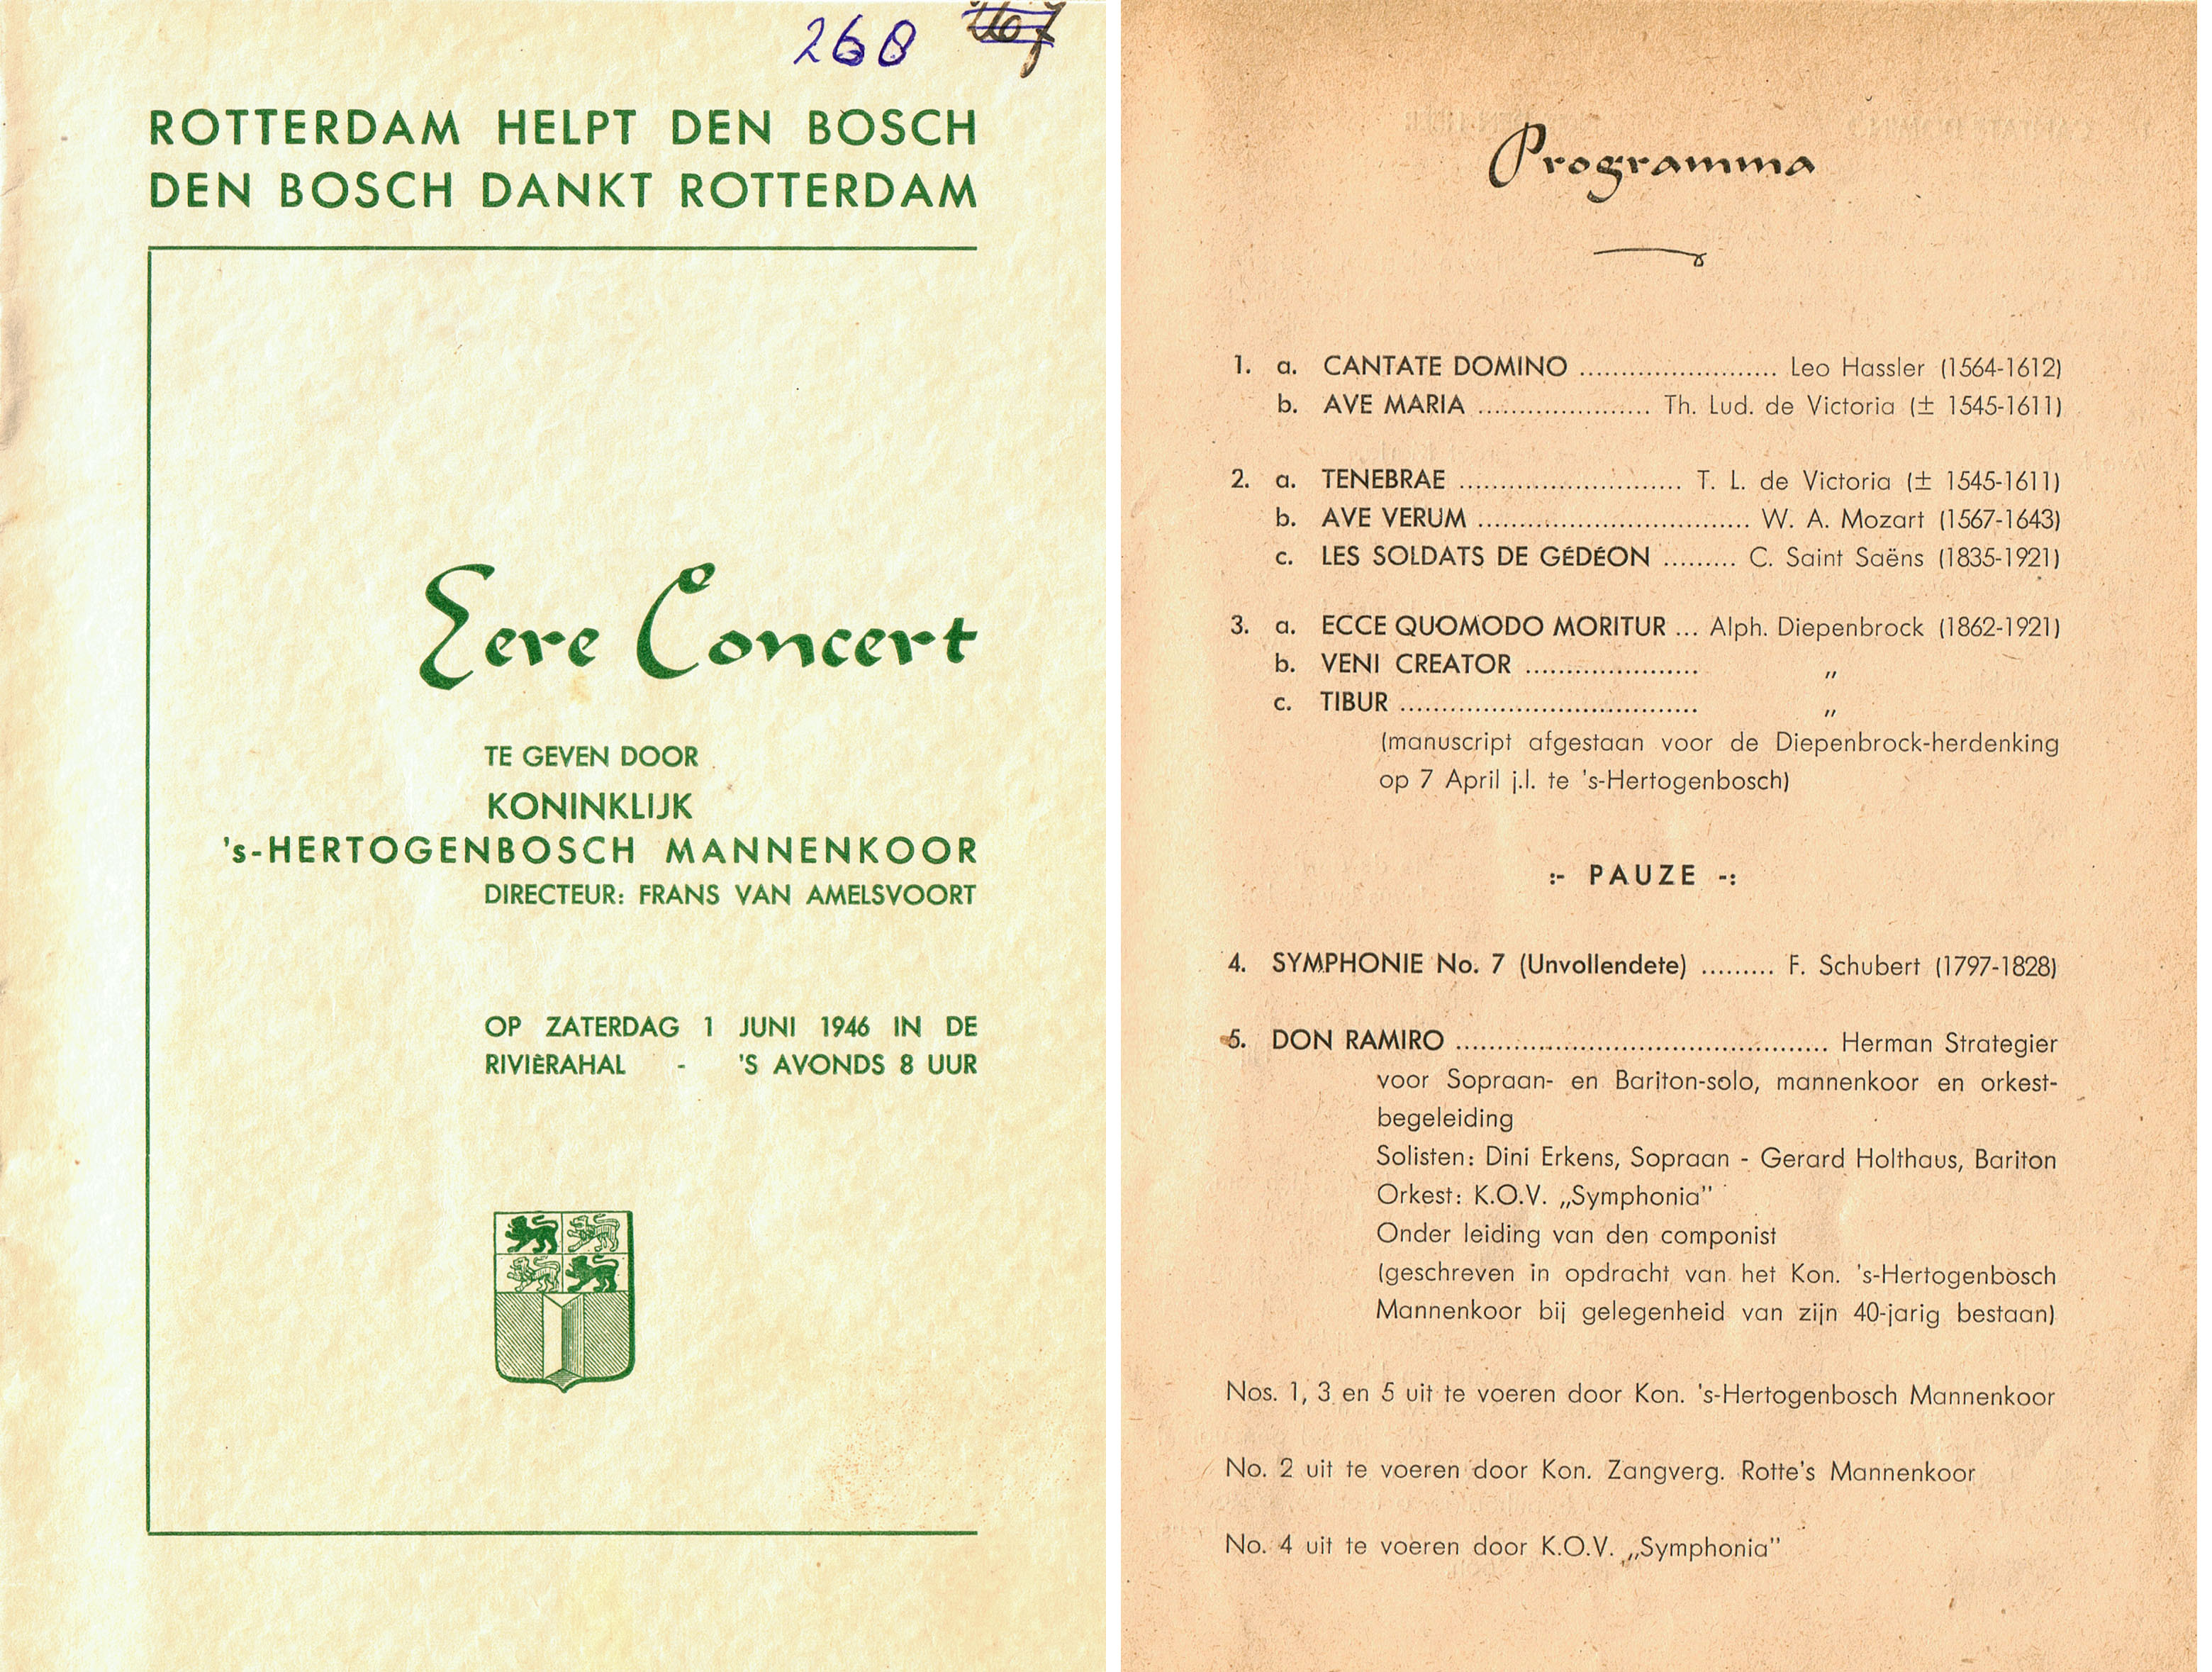 268 267
ROTTERDAM HELPT DEN BOSCH
DEN BOSCH DANKT ROTTERDAM
Eere Concert
TE GEVEN DOOR
KONINKLIJK
's-HERTOGENBOSCH MANNENKOOR
DIRECTEUR: FRANS VAN AMELSVOORT
OP ZATERDAG 1 JUNI 1946 IN DE
RIVIÈRAHAL - 'S AVONDS 8 UUR
Programma
1. a. CANTATE DOMINO ........................ Leo Hassler (1564-1612)
b. AVE MARIA ..................... Th. Lud. de Victoria (± 1545-1611)
2. a. TENEBRAE ........................... T. L. de Victoria (± 1545-1611)
b. AVE VERUM ................................. W. A. Mozart (1567-1643)
c. LES SOLDATS DE GÉDÉON ......... C. Saint Saëns (1835-1921)
3. a. ECCE QUOMODO MORITUR ... Alph. Diepenbrock (1862-1921)
b. VENI CREATOR ..................... „
c. TIBUR .................................... „
(manuscript afgestaan voor de Diepenbrock-herdenking
op 7 April j.l. te 's-Hertogenbosch)
:- PAUZE -:
4. SYMPHONIE No. 7 (Unvollendete) ......... F. Schubert (1797-1828)
5. DON RAMIRO ............................................. Herman Strategier
voor Sopraan- en Bariton-solo, mannenkoor en orkest-
begeleiding
Solisten: Dini Erkens, Sopraan - Gerard Holthaus, Bariton
Orkest: K.O.V. „Symphonia”
Onder leiding van den componist
(geschreven in opdracht van het Kon. 's-Hertogenbosch
Mannenkoor bij gelegenheid van zijn 40-jarig bestaan)
Nos. 1, 3 en 5 uit te voeren door Kon. 's-Hertogenbosch Mannenkoor
No. 2 uit te voeren door Kon. Zangverg. Rotte's Mannenkoor
No. 4 uit te voeren door K.O.V. „Symphonia”